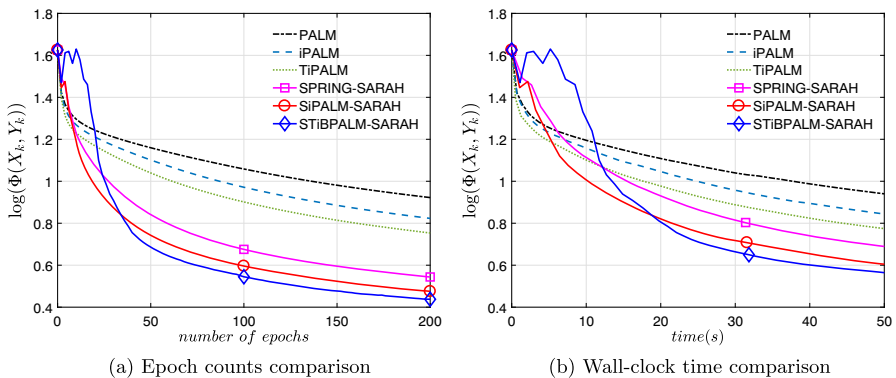 1.8
1.6
1.4
1.2
1
0.8
0.6
0.4
log(Φ(X_k, Y_k))
PALM
iPALM
TiPALM
SPRING-SARAH
SiPALM-SARAH
STiBPALM-SARAH
0 50 100 150 200
number of epochs
(a) Epoch counts comparison
1.8
1.6
1.4
1.2
1
0.8
0.6
0.4
log(Φ(X_k, Y_k))
PALM
iPALM
TiPALM
SPRING-SARAH
SiPALM-SARAH
STiBPALM-SARAH
0 10 20 30 40 50
time(s)
(b) Wall-clock time comparison